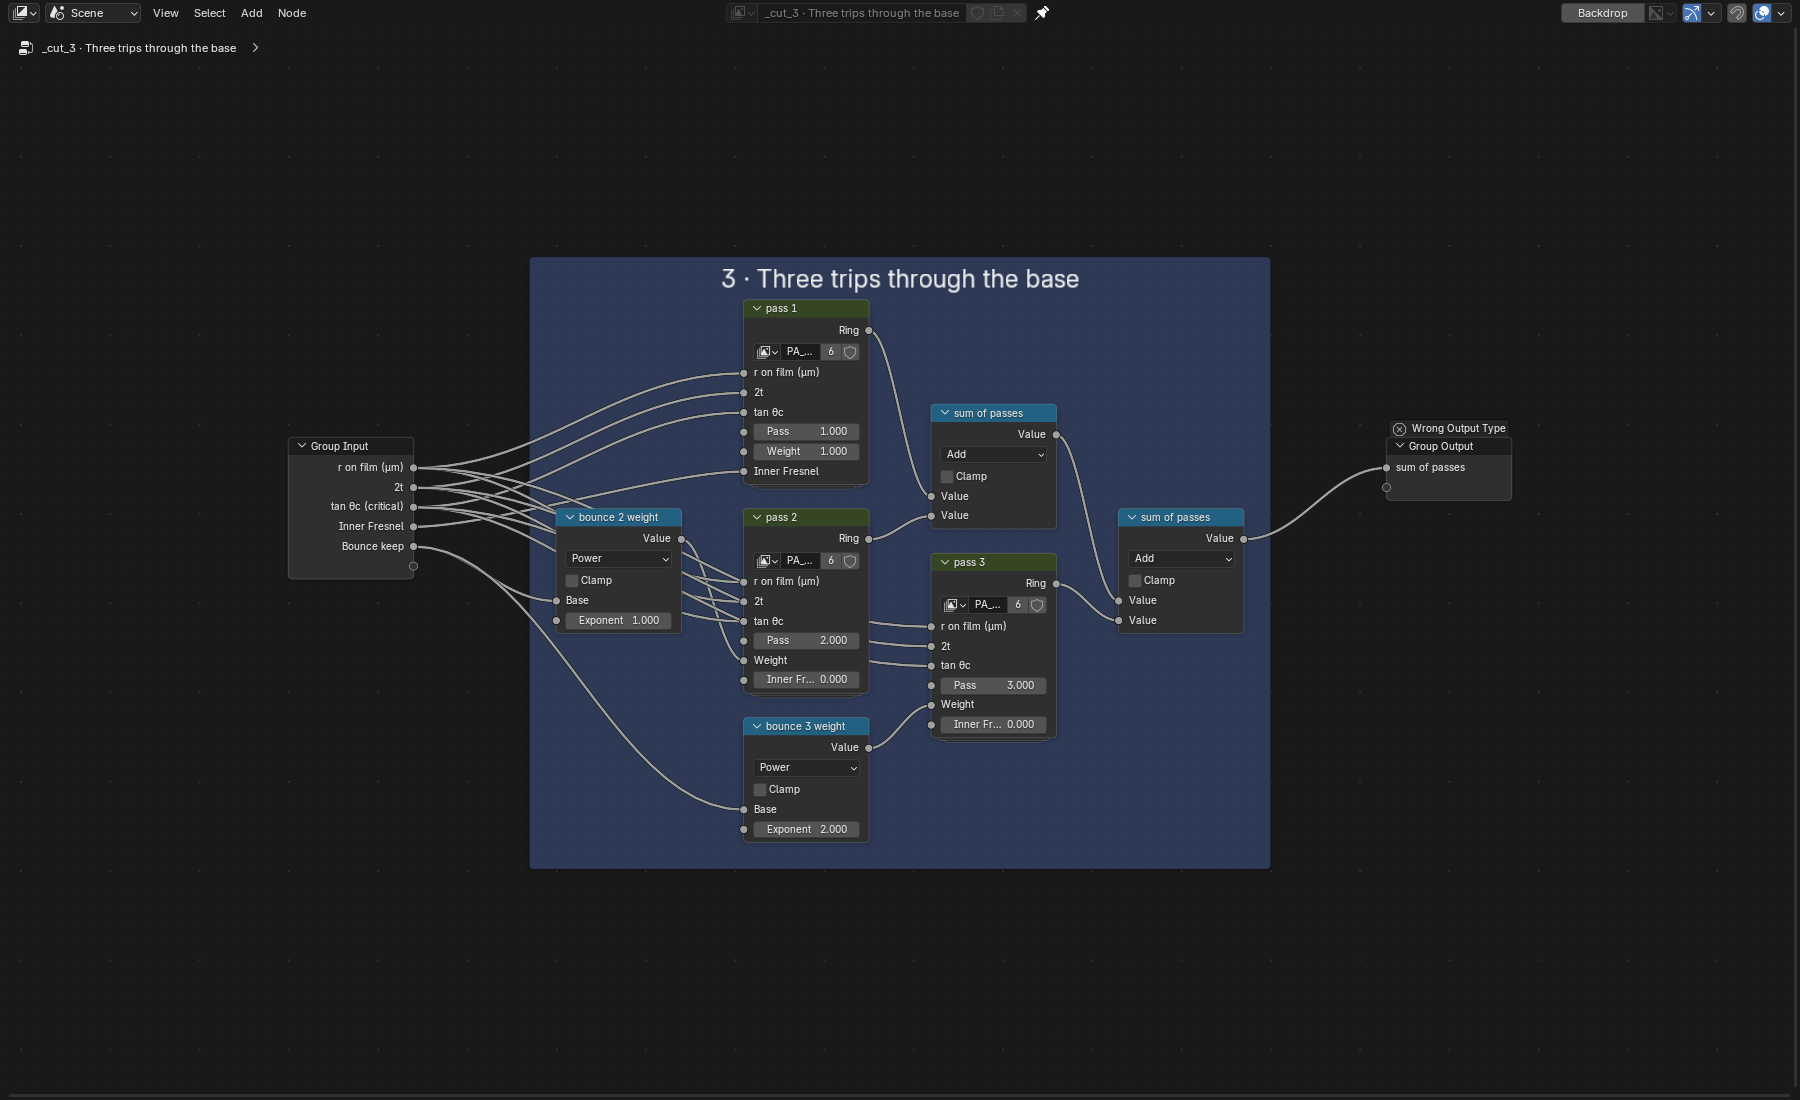 Scene
View
Select
Add
Node
_cut_3 · Three trips through the base
Backdrop
_cut_3 · Three trips through the base
3 · Three trips through the base
Group Input
r on film (µm)
2t
tan θc (critical)
Inner Fresnel
Bounce keep
pass 1
Ring
PA_...
6
r on film (µm)
2t
tan θc
Pass 1.000
Weight 1.000
Inner Fresnel
bounce 2 weight
Value
Power
Clamp
Base
Exponent 1.000
pass 2
Ring
PA_...
6
r on film (µm)
2t
tan θc
Pass 2.000
Weight
Inner Fr... 0.000
bounce 3 weight
Value
Power
Clamp
Base
Exponent 2.000
sum of passes
Value
Add
Clamp
Value
Value
pass 3
Ring
PA_...
6
r on film (µm)
2t
tan θc
Pass 3.000
Weight
Inner Fr... 0.000
sum of passes
Value
Add
Clamp
Value
Value
Wrong Output Type
Group Output
sum of passes